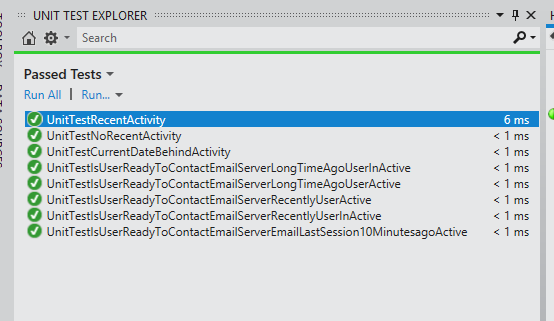 UNIT TEST EXPLORER
Search
Passed Tests
Run All | Run...
UnitTestRecentActivity 6 ms
UnitTestNoRecentActivity < 1 ms
UnitTestCurrentDateBehindActivity < 1 ms
UnitTestIsUserReadyToContactEmailServerLongTimeAgoUserInActive < 1 ms
UnitTestIsUserReadyToContactEmailServerLongTimeAgoUserActive < 1 ms
UnitTestIsUserReadyToContactEmailServerRecentlyUserActive < 1 ms
UnitTestIsUserReadyToContactEmailServerRecentlyUserInActive < 1 ms
UnitTestIsUserReadyToContactEmailServerEmailLastSession10MinutesagoActive < 1 ms